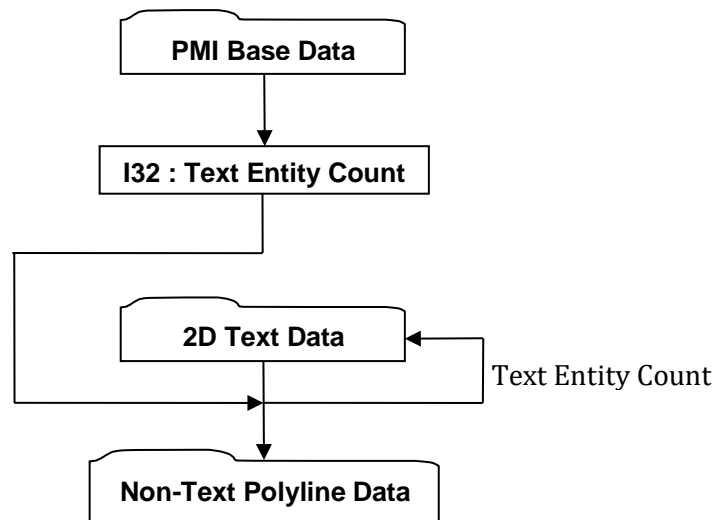 PMI Base Data
I32 : Text Entity Count
2D Text Data
Text Entity Count
Non-Text Polyline Data